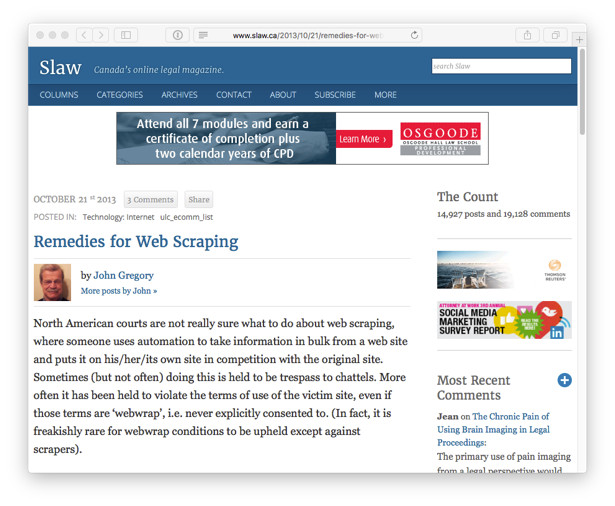 www.slaw.ca/2013/10/21/remedies-for-web
Slaw Canada's online legal magazine.
search Slaw
COLUMNS CATEGORIES ARCHIVES CONTACT ABOUT SUBSCRIBE MORE
Attend all 7 modules and earn a
certificate of completion plus
two calendar years of CPD
Learn More ›
OSGOODE
OSGOODE HALL LAW SCHOOL
PROFESSIONAL
DEVELOPMENT
OCTOBER 21 st 2013 3 Comments Share
POSTED IN: Technology: Internet ulc_ecomm_list
Remedies for Web Scraping
by John Gregory
More posts by John »
North American courts are not really sure what to do about web scraping,
where someone uses automation to take information in bulk from a web site
and puts it on his/her/its own site in competition with the original site.
Sometimes (but not often) doing this is held to be trespass to chattels. More
often it has been held to violate the terms of use of the victim site, even if
those terms are ‘webwrap’, i.e. never explicitly consented to. (In fact, it is
freakishly rare for webwrap conditions to be upheld except against
scrapers).
The Count
14,927 posts and 19,128 comments
THOMSON
REUTERS
ATTORNEY AT WORK 3RD ANNUAL
SOCIAL MEDIA
MARKETING
SURVEY REPORT
READ THE
RESULTS
NOW!
Most Recent
Comments
Jean on The Chronic Pain of
Using Brain Imaging in Legal
Proceedings:
The primary use of pain imaging
from a legal perspective would